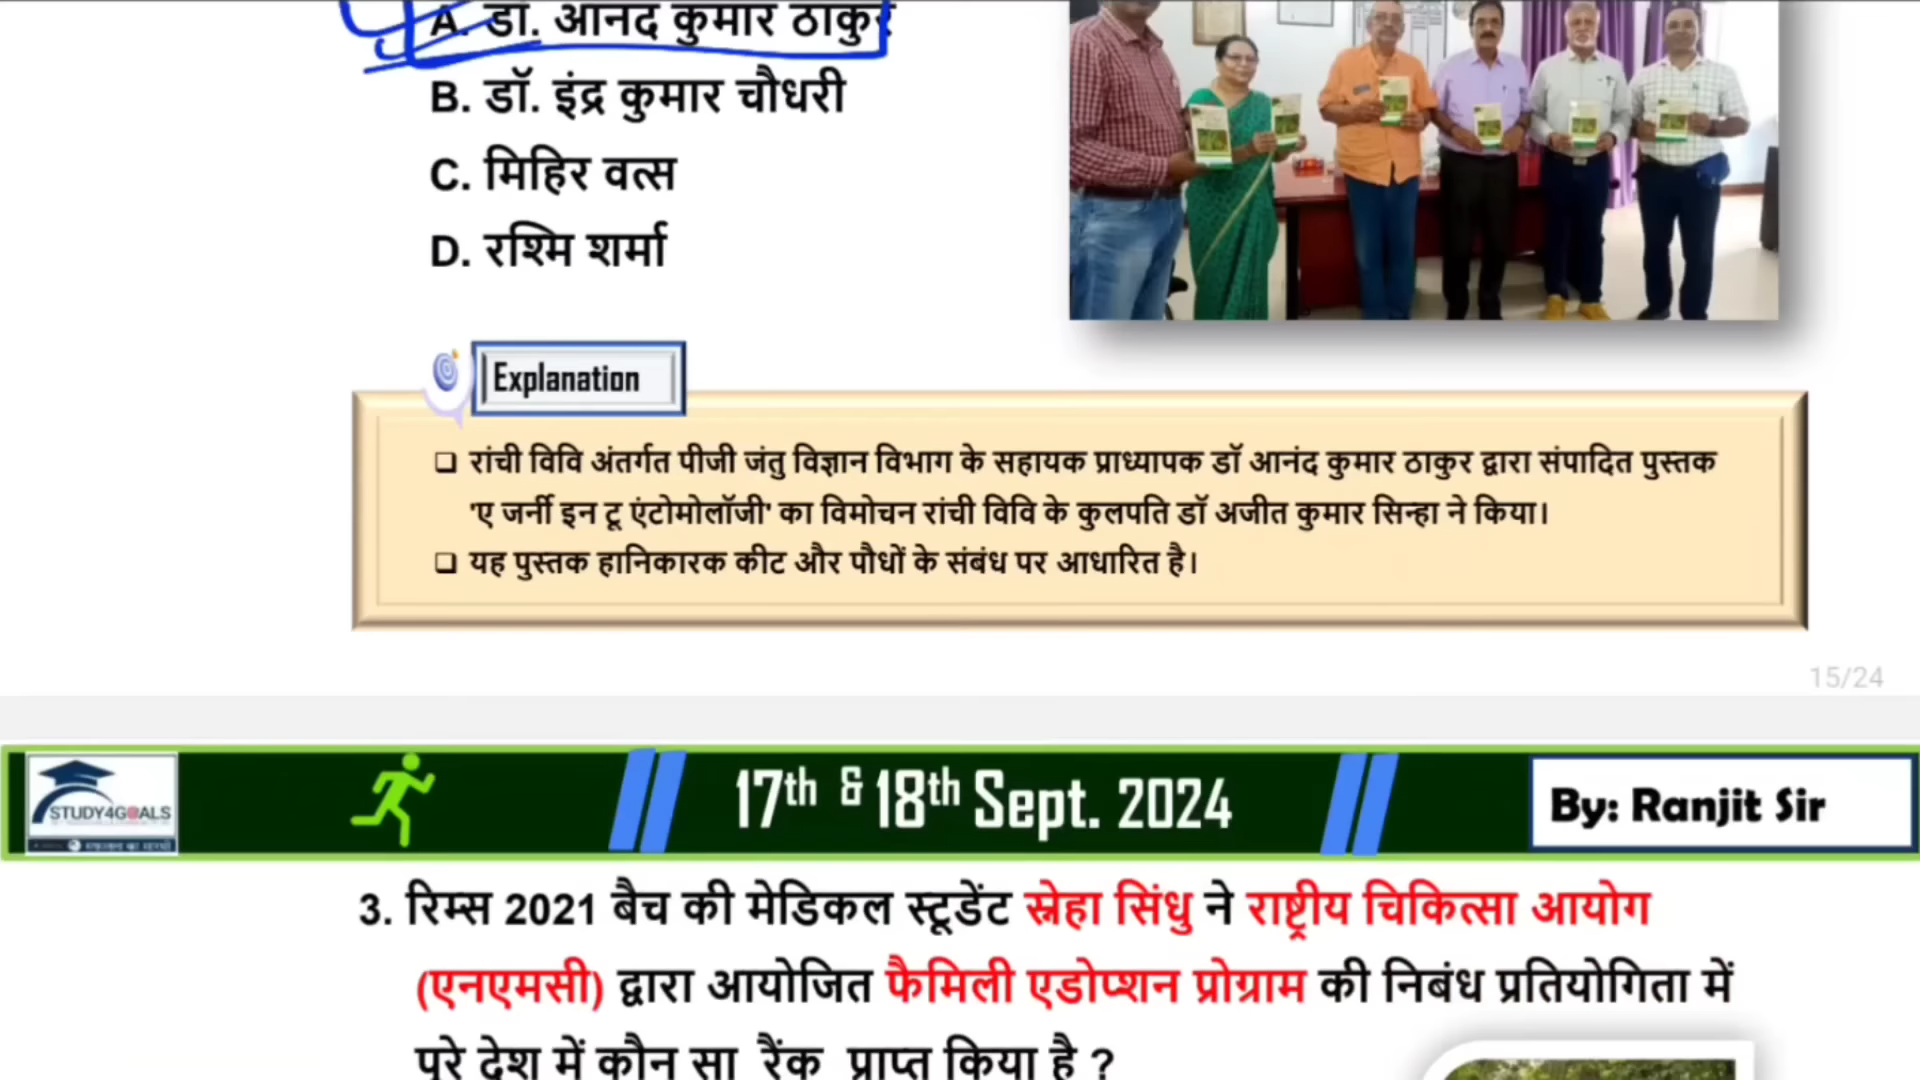 A. डॉ. आनंद कुमार ठाकुर
B. डॉ. इंद्र कुमार चौधरी
C. मिहिर वत्स
D. रश्मि शर्मा
Explanation
❑ रांची विवि अंतर्गत पीजी जंतु विज्ञान विभाग के सहायक प्राध्यापक डॉ आनंद कुमार ठाकुर द्वारा संपादित पुस्तक
'ए जर्नी इन टू एंटोमोलॉजी' का विमोचन रांची विवि के कुलपति डॉ अजीत कुमार सिन्हा ने किया।
❑ यह पुस्तक हानिकारक कीट और पौधों के संबंध पर आधारित है।
15/24
STUDY4GOALS
सफलता का सारथी
17th & 18th Sept. 2024
By: Ranjit Sir
3. रिम्स 2021 बैच की मेडिकल स्टूडेंट स्नेहा सिंधु ने राष्ट्रीय चिकित्सा आयोग
(एनएमसी) द्वारा आयोजित फैमिली एडोप्शन प्रोग्राम की निबंध प्रतियोगिता में
पूरे देश में कौन सा रैंक प्राप्त किया है ?